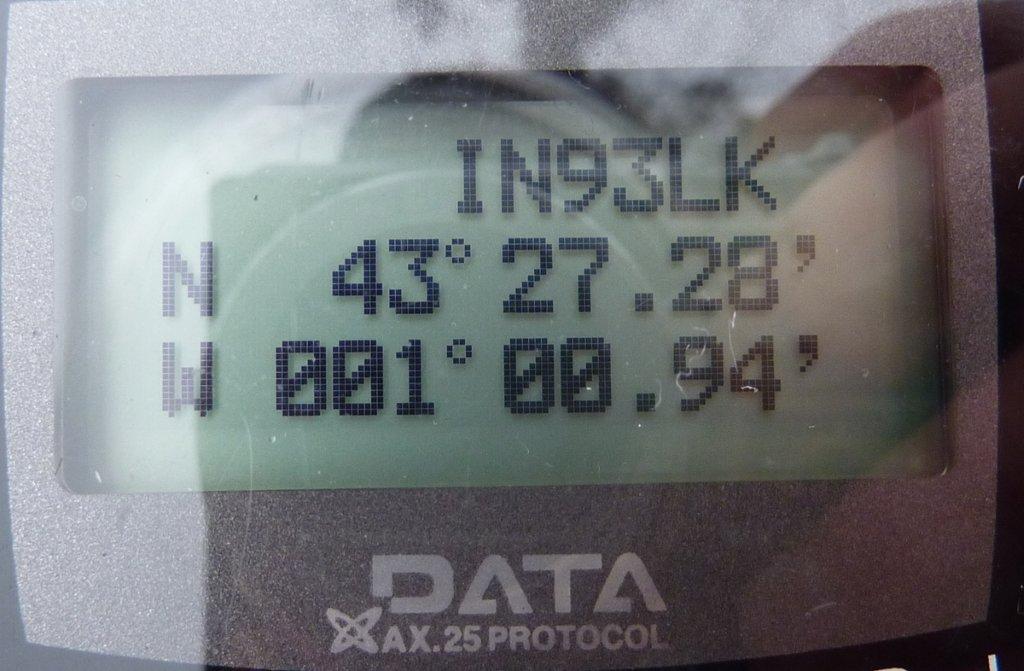 IN93LK
N 43°27.28'
W 001°00.94'
DATA
AX.25 PROTOCOL